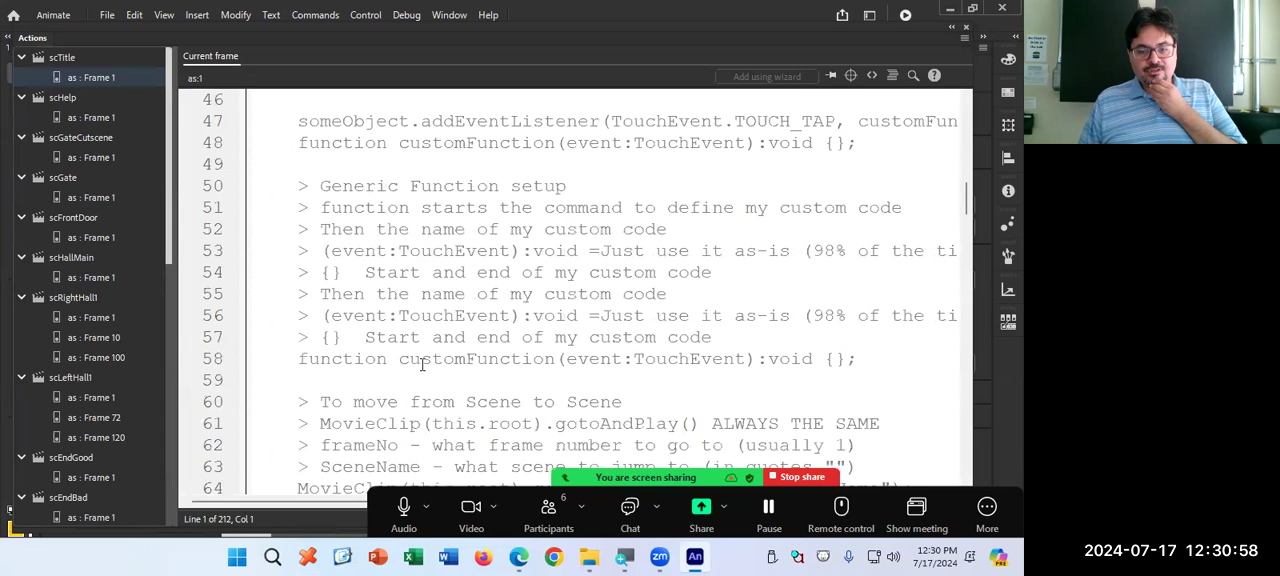 Animate File Edit View Insert Modify Text Commands Control Debug Window Help
Actions
Current frame
as:1
Add using wizard
scTitle
as : Frame 1
scHelp
as : Frame 1
scGateCutscene
as : Frame 1
scGate
as : Frame 1
scFrontDoor
as : Frame 1
scHallMain
as : Frame 1
scRightHall1
as : Frame 1
as : Frame 10
as : Frame 100
scLeftHall1
as : Frame 1
as : Frame 72
as : Frame 120
scEndGood
as : Frame 1
scEndBad
as : Frame 1
46
47 someObject.addEventListener(TouchEvent.TOUCH_TAP, customFun
48 function customFunction(event:TouchEvent):void {};
49
50 > Generic Function setup
51 > function starts the command to define my custom code
52 > Then the name of my custom code
53 > (event:TouchEvent):void =Just use it as-is (98% of the ti
54 > {} Start and end of my custom code
55 > Then the name of my custom code
56 > (event:TouchEvent):void =Just use it as-is (98% of the ti
57 > {} Start and end of my custom code
58 function customFunction(event:TouchEvent):void {};
59
60 > To move from Scene to Scene
61 > MovieClip(this.root).gotoAndPlay() ALWAYS THE SAME
62 > frameNo - what frame number to go to (usually 1)
63 > SceneName - what scene to jump to (in quotes "")
64 MovieClip(this.root)
Line 1 of 212, Col 1
You are screen sharing
Stop share
6
Audio Video Participants Chat Share Pause Remote control Show meeting More
W
zm
An
12:30 PM
7/17/2024
PRE
2024-07-17 12:30:58